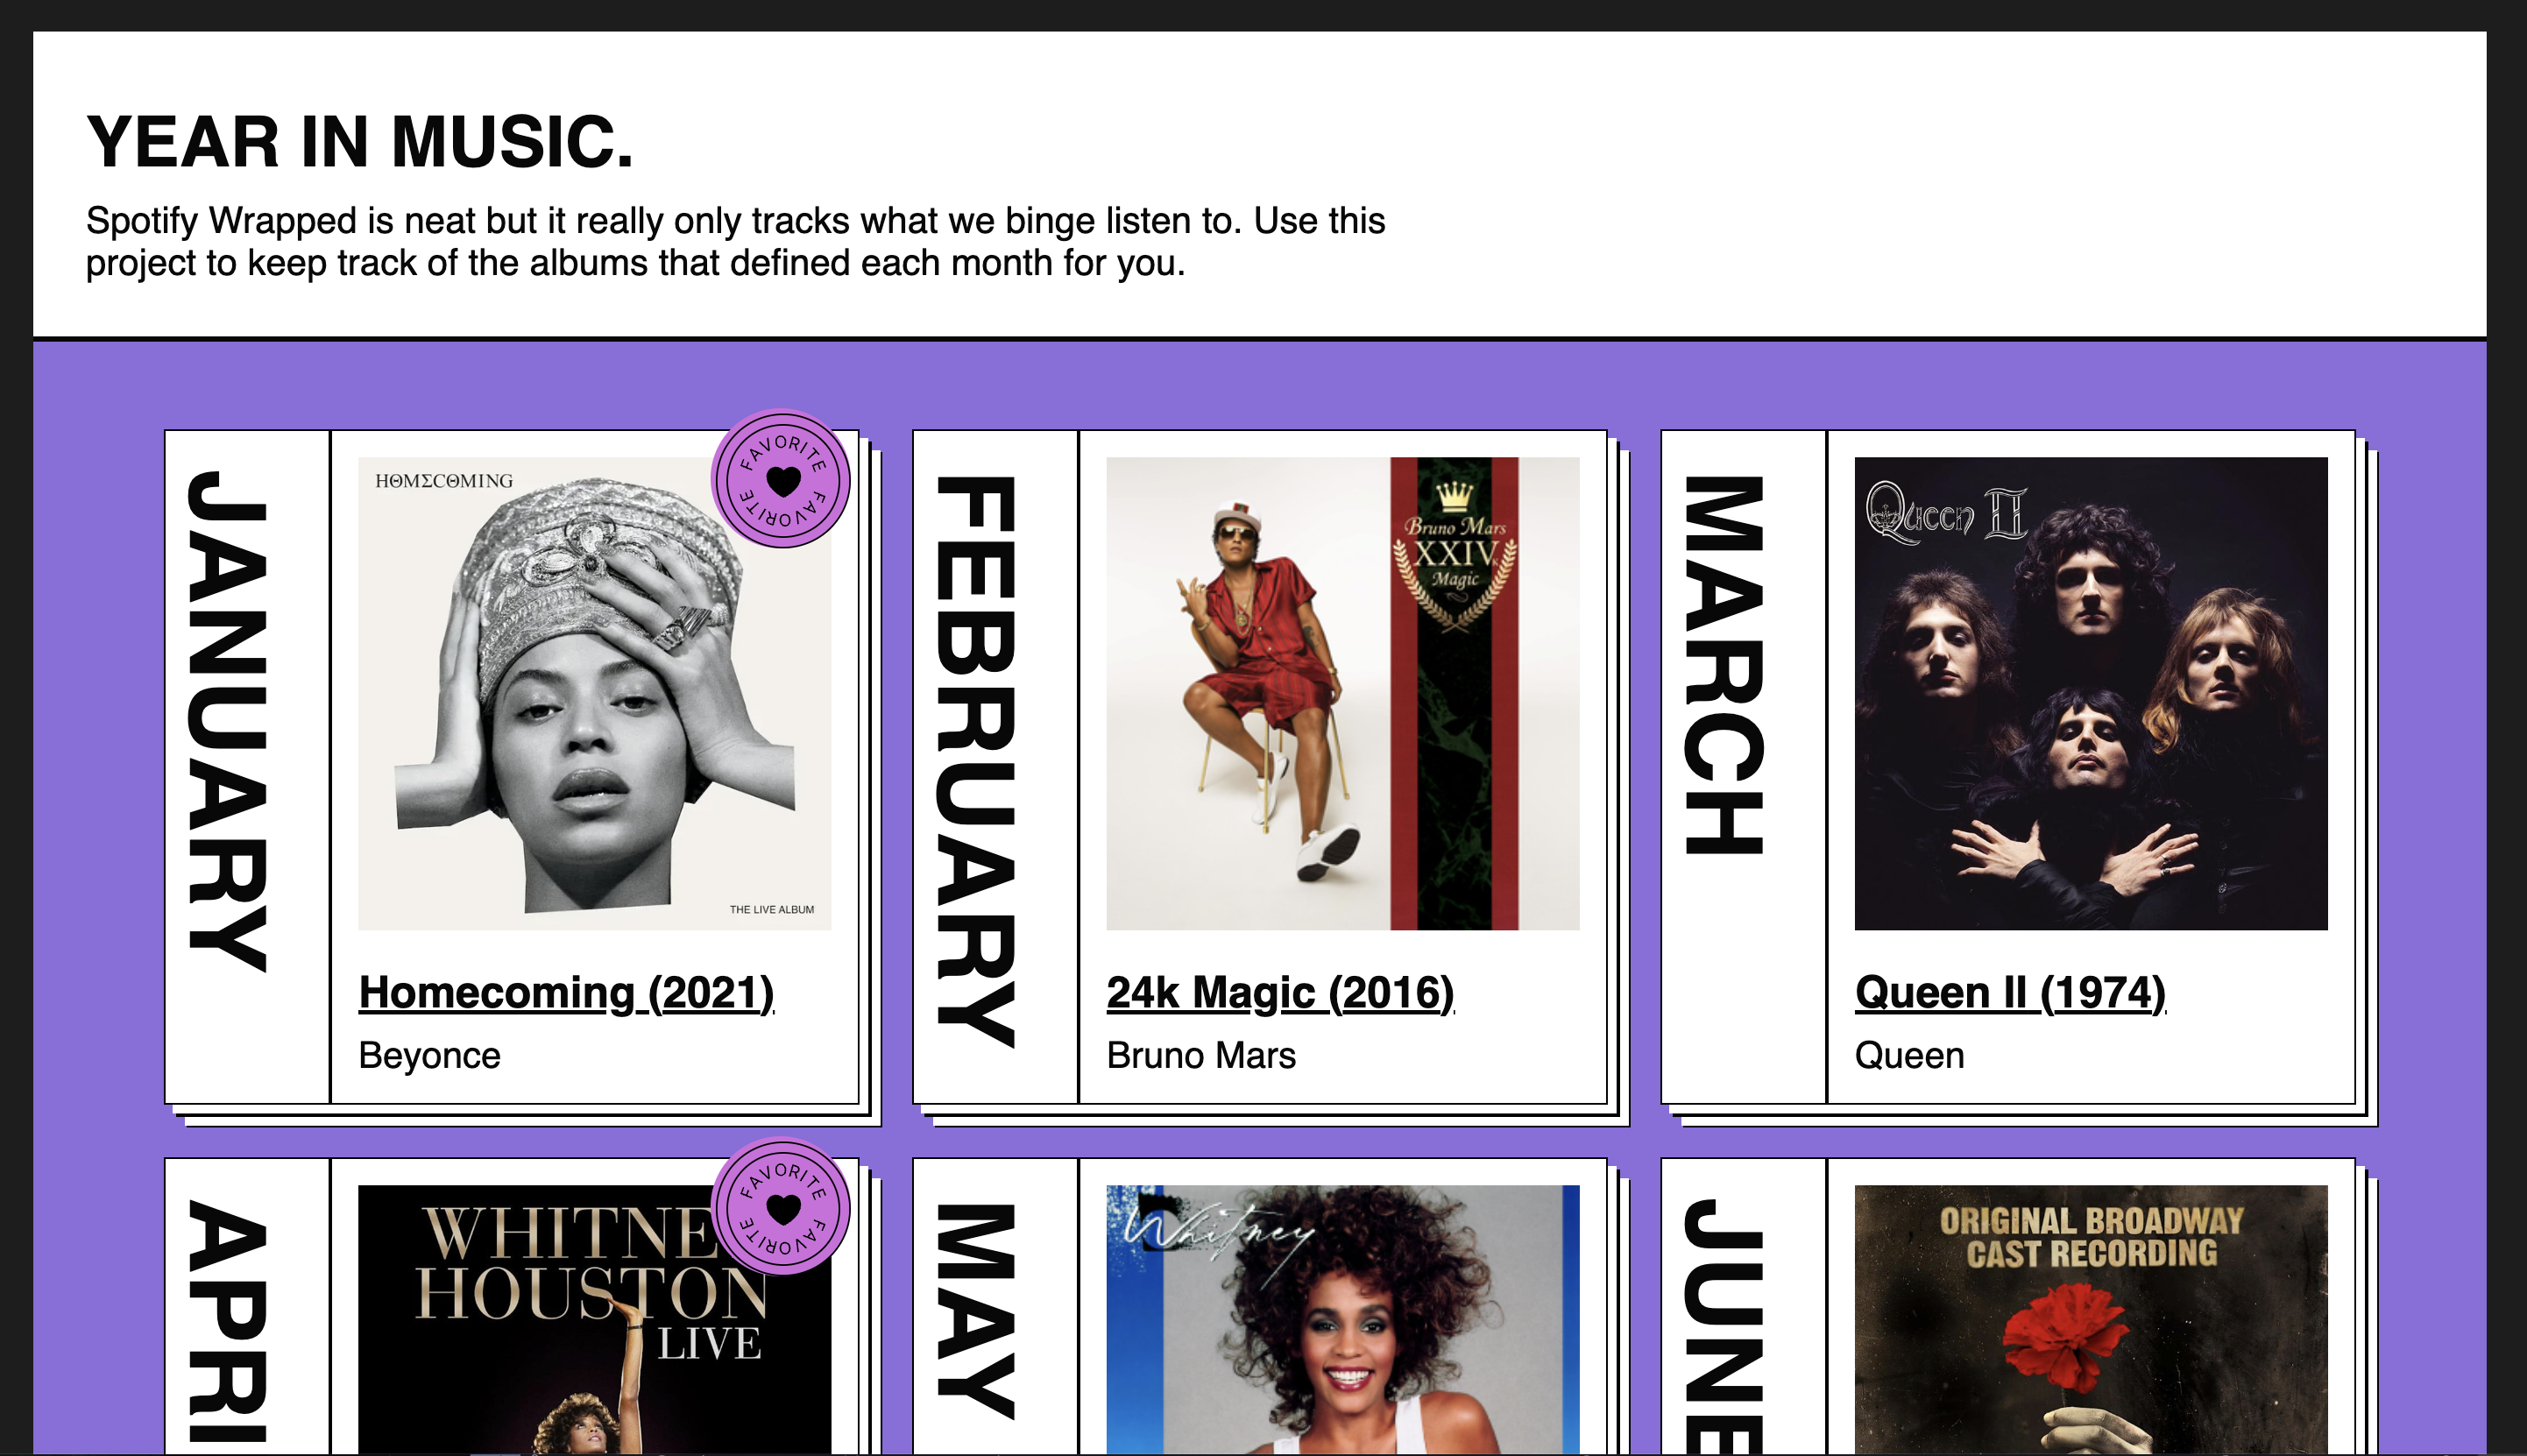 YEAR IN MUSIC.
Spotify Wrapped is neat but it really only tracks what we binge listen to. Use this
project to keep track of the albums that defined each month for you.
JANUARY
HΘMΣCΘMING
FAVORITE
FAVORITE
THE LIVE ALBUM
Homecoming (2021)
Beyonce
FEBRUARY
Bruno Mars
XXIVK
Magic
24k Magic (2016)
Bruno Mars
MARCH
Queen II
Queen II (1974)
Queen
APRI
WHITNE
HOUSTON
LIVE
FAVORITE
FAVORITE
MAY
Whitney
JUNE
ORIGINAL BROADWAY
CAST RECORDING